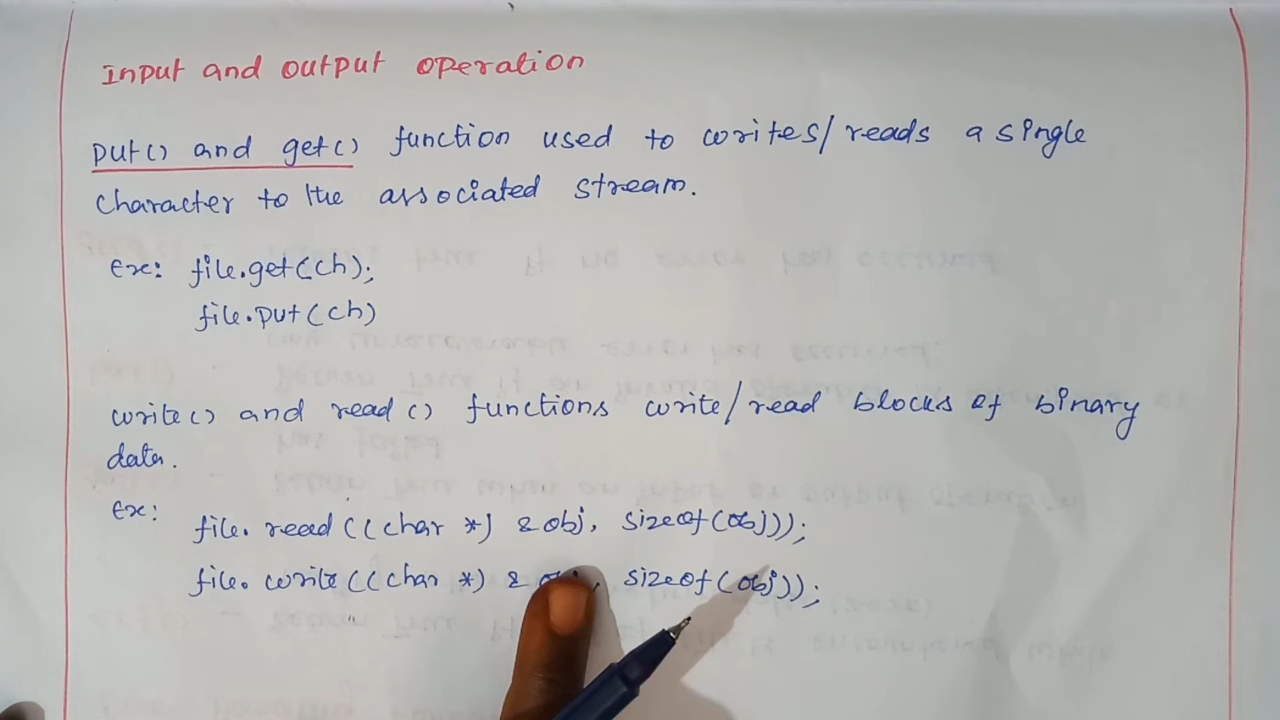 Input and output operation
put() and get() function used to writes/reads a single
character to the associated stream.
Ex: file.get(ch);
file.put(ch)
write() and read() functions write/read blocks of binary
data.
Ex:
file. read((char *) &obj, sizeof(obj));
file. write((char *) & , sizeof(obj));